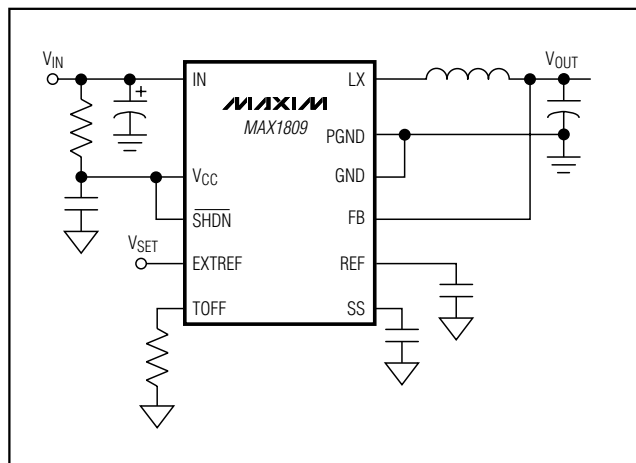 VIN
+
IN
LX
VOUT
MAXIM
MAX1809
PGND
VCC
GND
SHDN
FB
VSET
EXTREF
REF
TOFF
SS